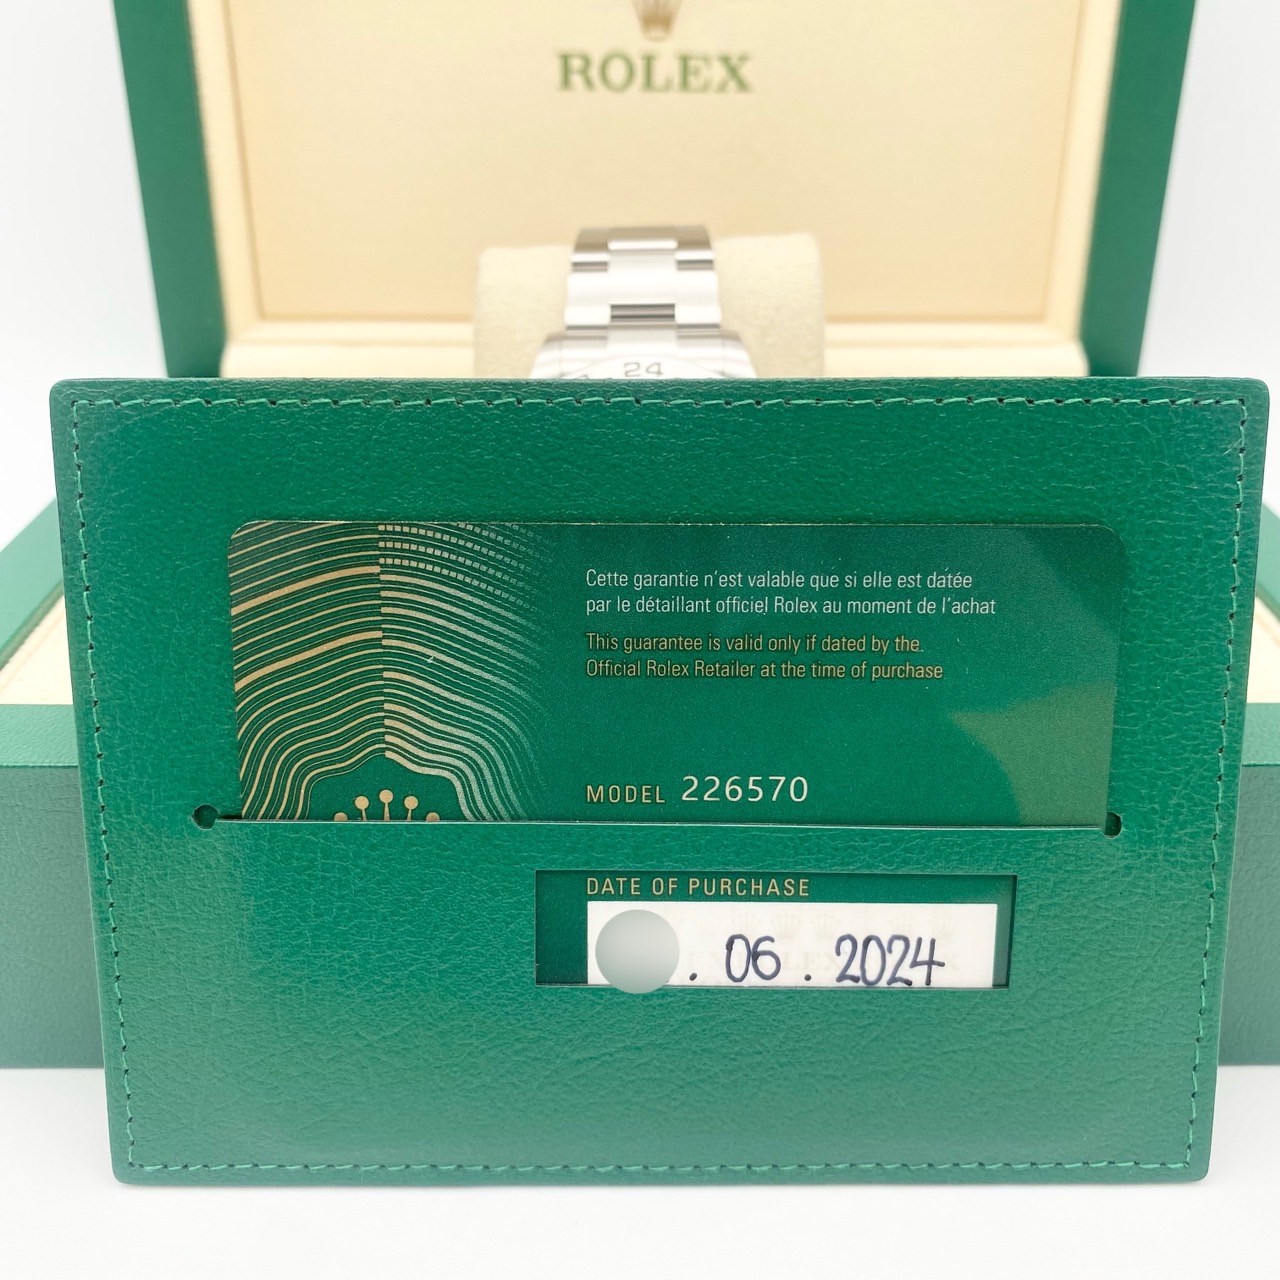 ROLEX
24
Cette garantie n'est valable que si elle est datée
par le détaillant officiel Rolex au moment de l'achat
This guarantee is valid only if dated by the
Official Rolex Retailer at the time of purchase
MODEL 226570
DATE OF PURCHASE
. 06 . 2024